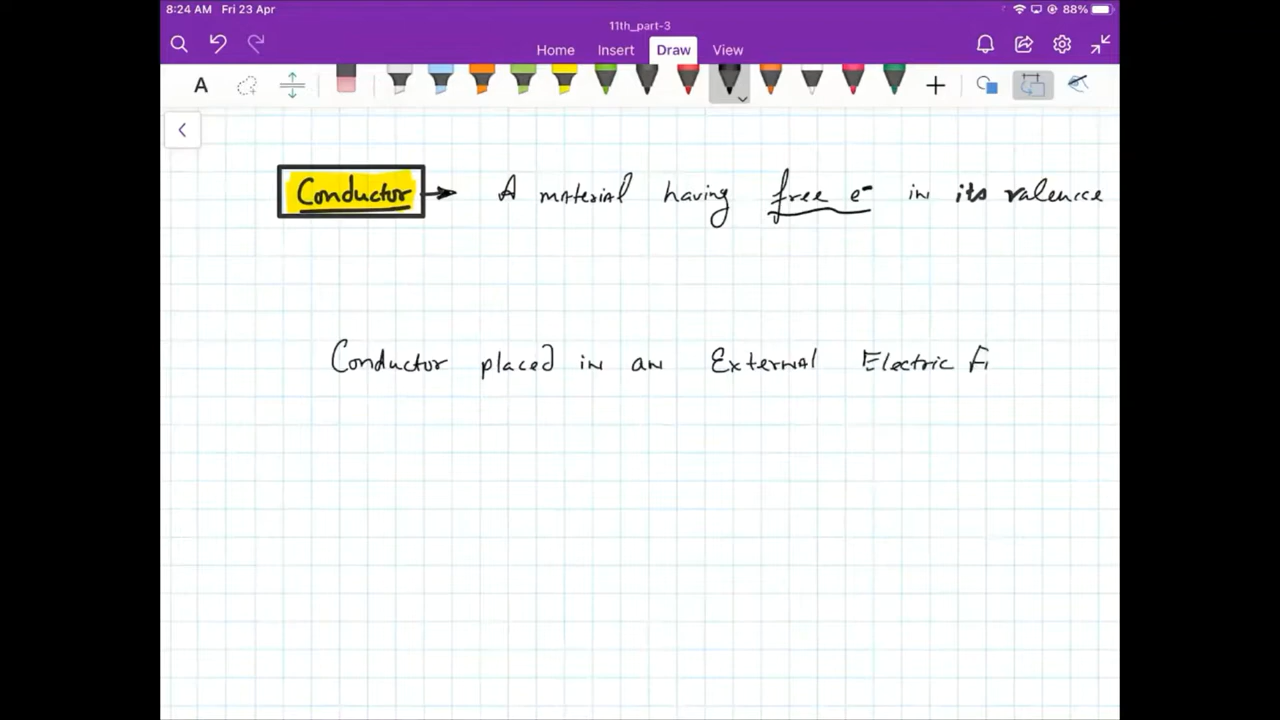 8:24 AM Fri 23 Apr 88%
11th_part-3
Home Insert Draw View
A
Conductor → A material having free e⁻ in its valence
Conductor placed in an External Electric Fi